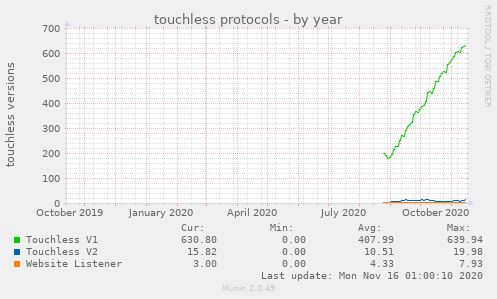 touchless protocols - by year
RRDTOOL / TOBI OETIKER
touchless versions
700
600
500
400
300
200
100
0
October 2019 January 2020 April 2020 July 2020 October 2020
Cur: Min: Avg: Max:
Touchless V1 630.80 0.00 407.99 639.94
Touchless V2 15.82 0.00 10.51 19.98
Website Listener 3.00 0.00 4.33 7.93
Last update: Mon Nov 16 01:00:10 2020
Munin 2.0.49